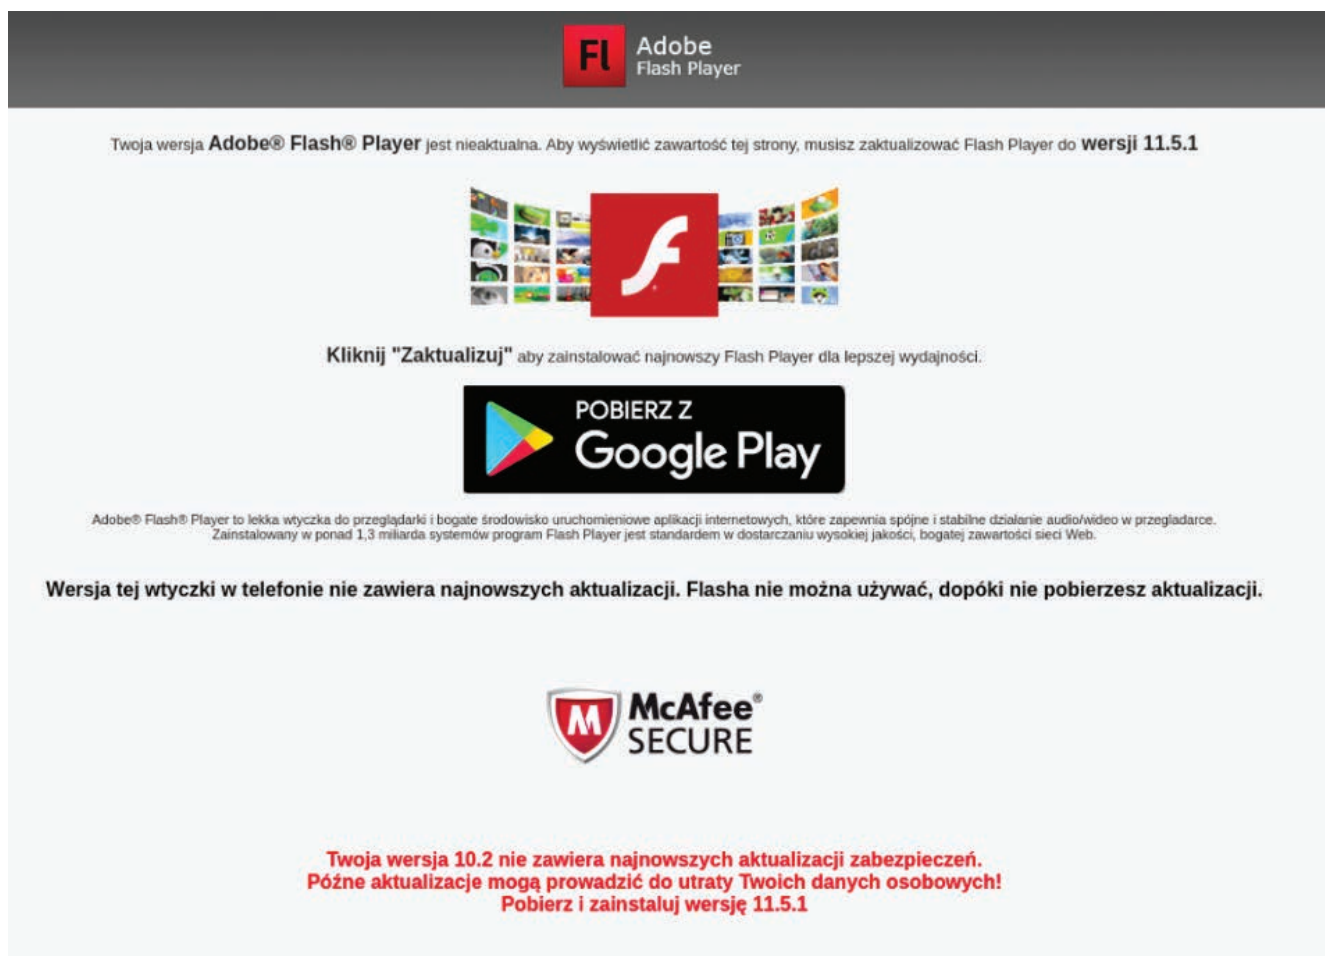 Fl
Adobe
Flash Player
Twoja wersja Adobe® Flash® Player jest nieaktualna. Aby wyświetlić zawartość tej strony, musisz zaktualizować Flash Player do wersji 11.5.1
Kliknij "Zaktualizuj" aby zainstalować najnowszy Flash Player dla lepszej wydajności.
POBIERZ Z
Google Play
Adobe® Flash® Player to lekka wtyczka do przeglądarki i bogate środowisko uruchomieniowe aplikacji internetowych, które zapewnia spójne i stabilne działanie audio/wideo w przegladarce.
Zainstalowany w ponad 1,3 miliarda systemów program Flash Player jest standardem w dostarczaniu wysokiej jakości, bogatej zawartości sieci Web.
Wersja tej wtyczki w telefonie nie zawiera najnowszych aktualizacji. Flasha nie można używać, dopóki nie pobierzesz aktualizacji.
McAfee®
SECURE
Twoja wersja 10.2 nie zawiera najnowszych aktualizacji zabezpieczeń.
Późne aktualizacje mogą prowadzić do utraty Twoich danych osobowych!
Pobierz i zainstaluj wersję 11.5.1